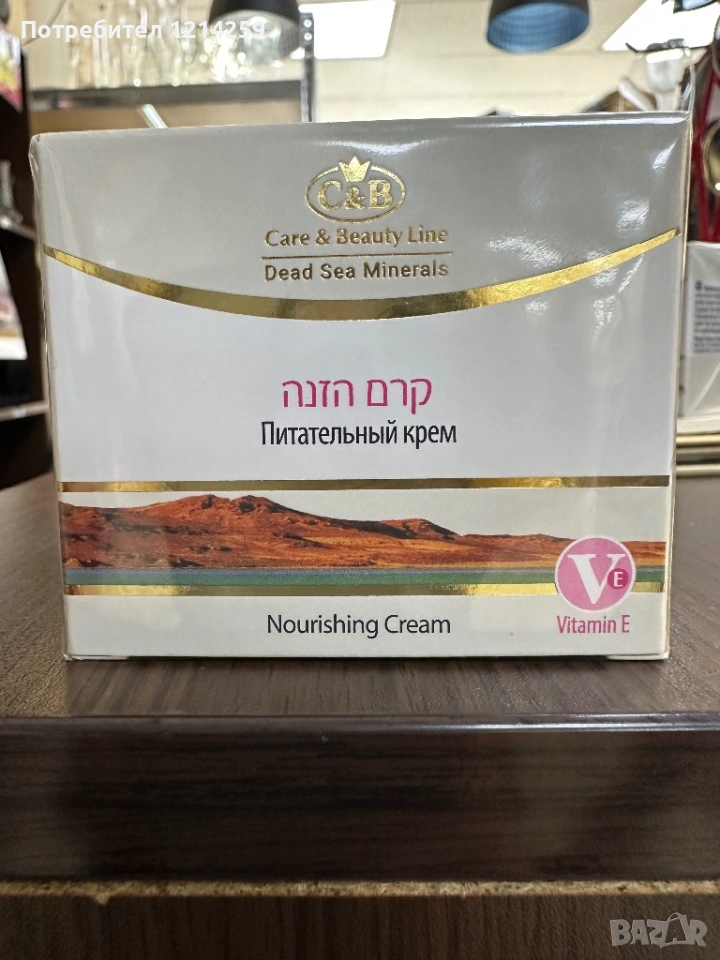 Потребител 1214259
C&B
Care & Beauty Line
Dead Sea Minerals
קרם הזנה
Питательный крем
VE
Nourishing Cream
Vitamin E
BAZAR